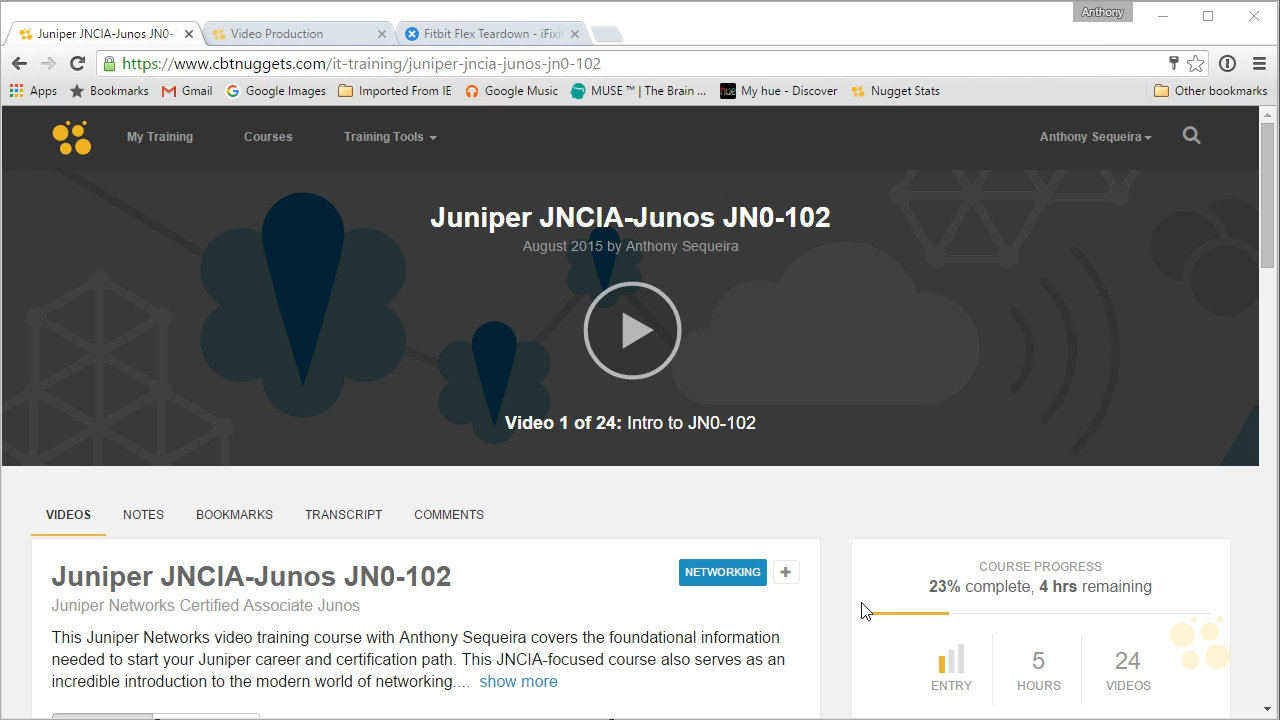 Anthony
Juniper JNCIA-Junos JN0-
Video Production
Fitbit Flex Teardown - iFixit
https://www.cbtnuggets.com/it-training/juniper-jncia-junos-jn0-102
Apps
Bookmarks
Gmail
Google Images
Imported From IE
Google Music
MUSE ™ | The Brain ...
hue
My hue - Discover
Nugget Stats
Other bookmarks
My Training
Courses
Training Tools
Anthony Sequeira
Juniper JNCIA-Junos JN0-102
August 2015 by Anthony Sequeira
Video 1 of 24: Intro to JN0-102
VIDEOS
NOTES
BOOKMARKS
TRANSCRIPT
COMMENTS
Juniper JNCIA-Junos JN0-102
NETWORKING
+
Juniper Networks Certified Associate Junos
This Juniper Networks video training course with Anthony Sequeira covers the foundational information
needed to start your Juniper career and certification path. This JNCIA-focused course also serves as an
incredible introduction to the modern world of networking.... show more
COURSE PROGRESS
23% complete, 4 hrs remaining
ENTRY
5
HOURS
24
VIDEOS